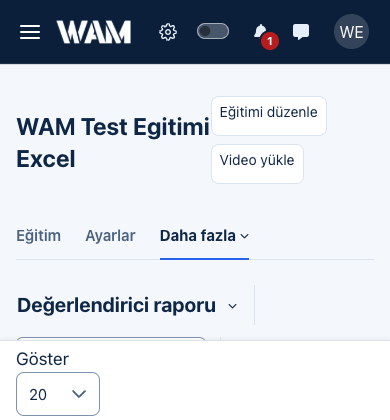 WAM
1
WE
WAM Test Egitimi
Excel
Eğitimi düzenle
Video yükle
Eğitim
Ayarlar
Daha fazla
Değerlendirici raporu
Göster
20